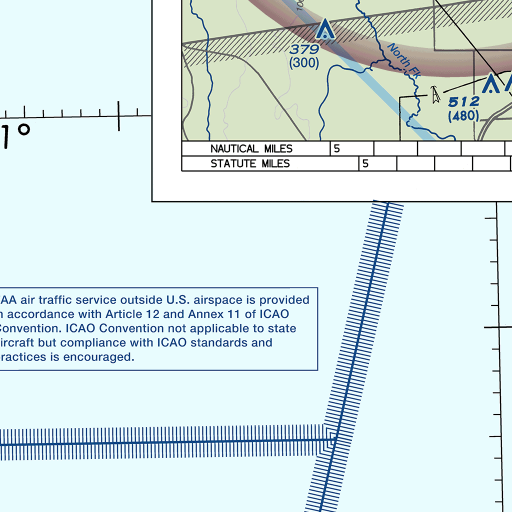 106
379
(300)
North Fk
512
(480)
1°
NAUTICAL MILES 5
STATUTE MILES 5
AA air traffic service outside U.S. airspace is provided
accordance with Article 12 and Annex 11 of ICAO
onvention. ICAO Convention not applicable to state
ircraft but compliance with ICAO standards and
ractices is encouraged.